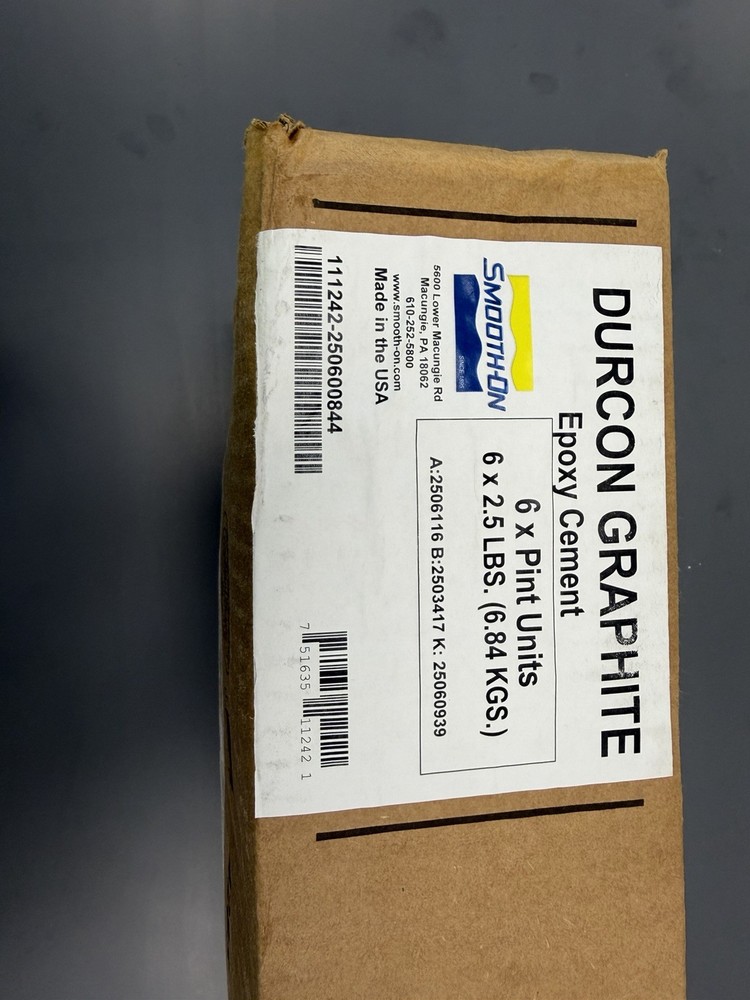 DURCON GRAPHITE
Epoxy Cement
SMOOTH-ON
SINCE 1895
5600 Lower Macungie Rd
Macungie, PA 18062
610-252-5800
www.smooth-on.com
Made in the USA
6 x Pint Units
6 x 2.5 LBS. (6.84 KGS.)
A:2506116 B:2503417 K: 25060939
111242-250600844
7 51635 11242 1